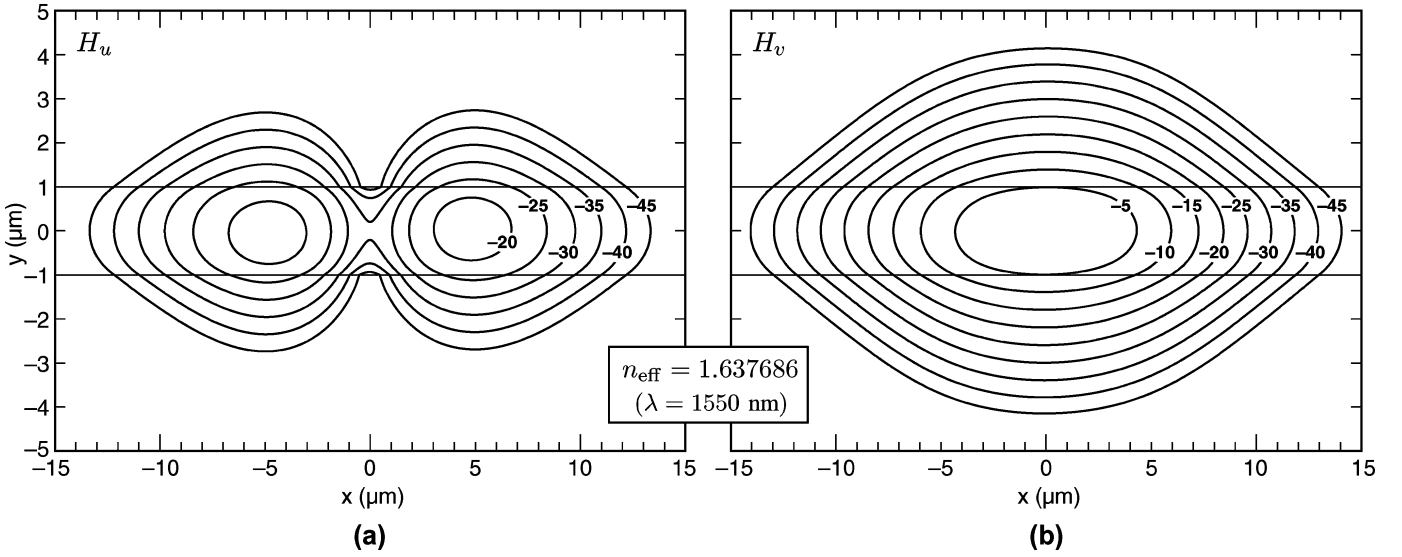 H_u
5
4
3
2
1
0
−1
−2
−3
−4
−5
y (µm)
−25 −35 −45
−20 −30 −40
−15 −10 −5 0 5 10 15
x (µm)
(a)
H_v
−5 −15 −25 −35 −45
−10 −20 −30 −40
−15 −10 −5 0 5 10 15
x (µm)
(b)
n_eff = 1.637686
(λ = 1550 nm)